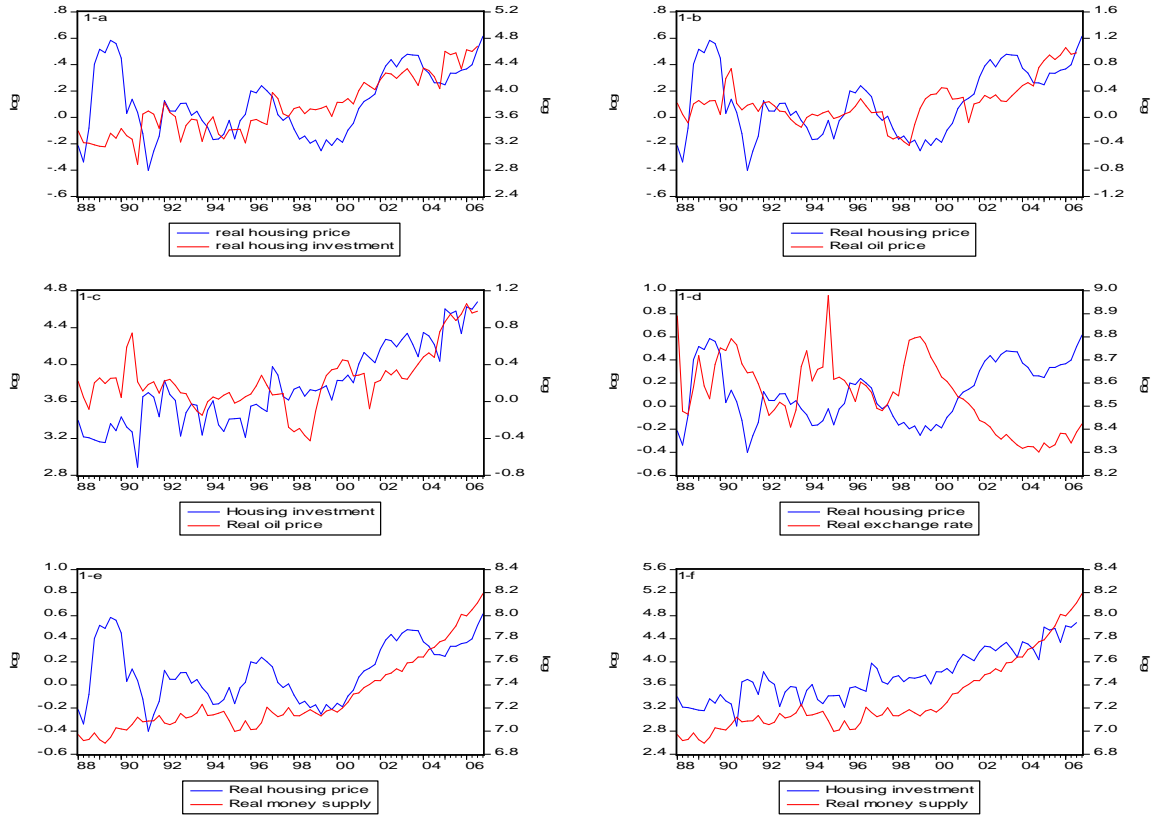 1-a
.8
.6
.4
.2
.0
-.2
-.4
-.6
log
5.2
4.8
4.4
4.0
3.6
3.2
2.8
2.4
log
88 90 92 94 96 98 00 02 04 06
real housing price
real housing investment
1-b
.8
.6
.4
.2
.0
-.2
-.4
-.6
log
1.6
1.2
0.8
0.4
0.0
-0.4
-0.8
-1.2
log
88 90 92 94 96 98 00 02 04 06
Real housing price
Real oil price
1-c
4.8
4.4
4.0
3.6
3.2
2.8
log
1.2
0.8
0.4
0.0
-0.4
-0.8
log
88 90 92 94 96 98 00 02 04 06
Housing investment
Real oil price
1-d
1.0
0.8
0.6
0.4
0.2
0.0
-0.2
-0.4
-0.6
log
9.0
8.9
8.8
8.7
8.6
8.5
8.4
8.3
8.2
log
88 90 92 94 96 98 00 02 04 06
Real housing price
Real exchange rate
1-e
1.0
0.8
0.6
0.4
0.2
0.0
-0.2
-0.4
-0.6
log
8.4
8.2
8.0
7.8
7.6
7.4
7.2
7.0
6.8
log
88 90 92 94 96 98 00 02 04 06
Real housing price
Real money supply
1-f
5.6
5.2
4.8
4.4
4.0
3.6
3.2
2.8
2.4
log
8.4
8.2
8.0
7.8
7.6
7.4
7.2
7.0
6.8
log
88 90 92 94 96 98 00 02 04 06
Housing investment
Real money supply